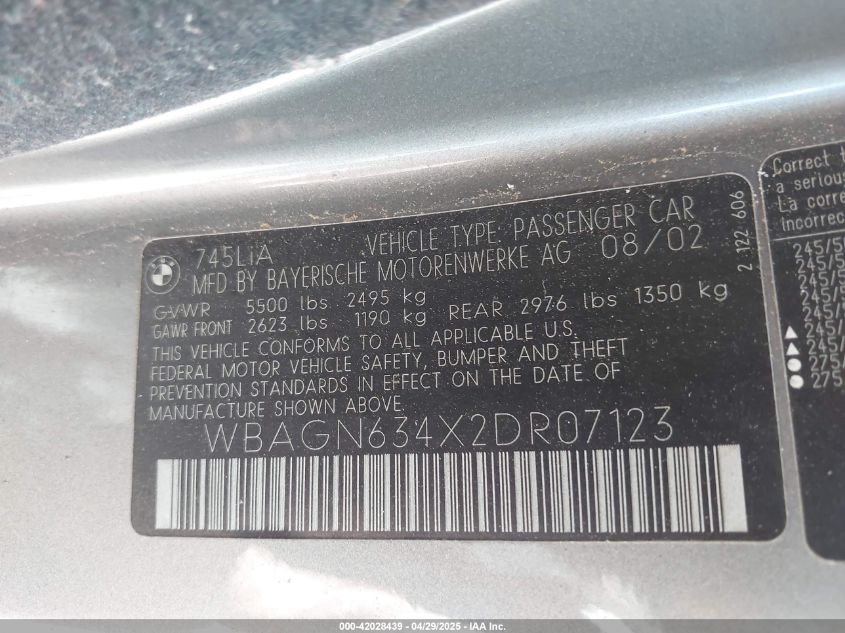 745LiA VEHICLE TYPE PASSENGER CAR
MFD BY BAYERISCHE MOTORENWERKE AG 08/02
GVWR 5500 lbs 2495 kg
GAWR FRONT 2623 lbs 1190 kg REAR 2976 lbs 1350 kg
THIS VEHICLE CONFORMS TO ALL APPLICABLE U.S.
FEDERAL MOTOR VEHICLE SAFETY, BUMPER AND THEFT
PREVENTION STANDARDS IN EFFECT ON THE DATE OF
MANUFACTURE SHOWN ABOVE.
WBAGN634X2DR07123
2 122 606
BMW
Correct
a serious
La
Incorrec
000-42028439 - 04/29/2025 - IAA Inc.